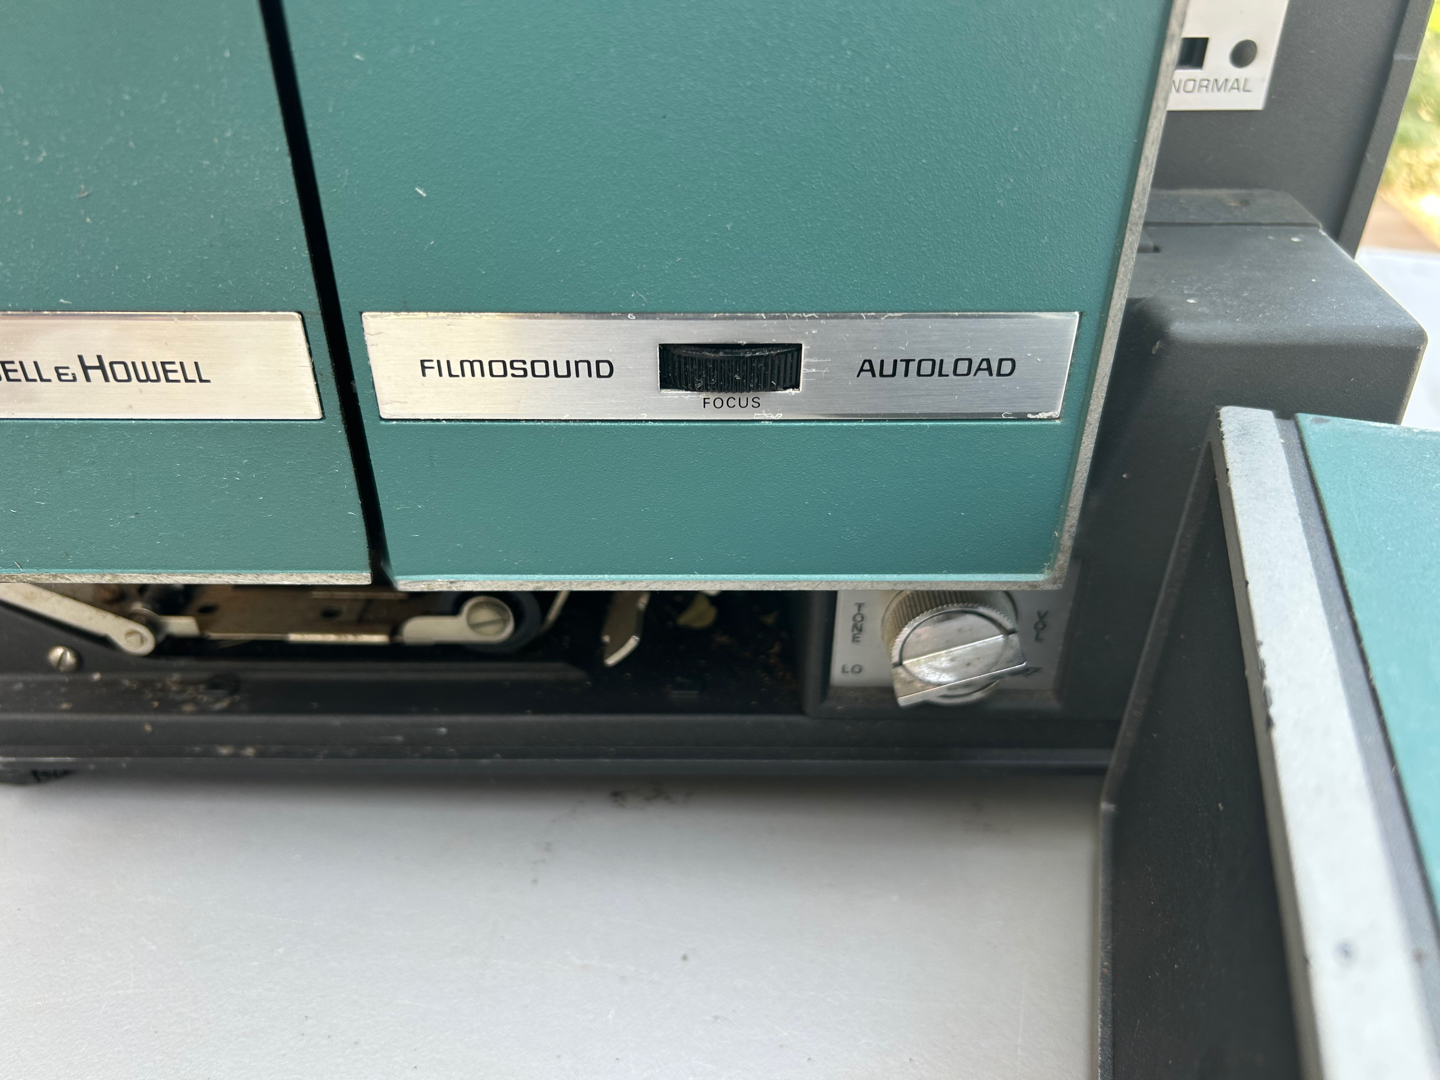 NORMAL
ELL & HOWELL
FILMOSOUND
AUTOLOAD
FOCUS
TONE
VOL
LO